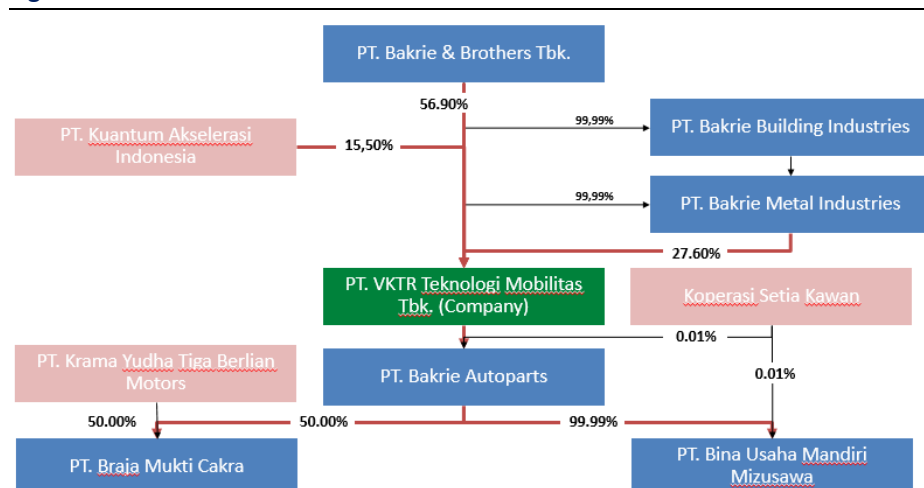 PT. Bakrie & Brothers Tbk.
56.90%
99,99%
PT. Bakrie Building Industries
PT. Kuantum Akselerasi
Indonesia
15,50%
99,99%
PT. Bakrie Metal Industries
27.60%
PT. VKTR Teknologi Mobilitas
Tbk. (Company)
Koperasi Setia Kawan
0.01%
PT. Krama Yudha Tiga Berlian
Motors
PT. Bakrie Autoparts
0.01%
50.00%
50.00%
99.99%
PT. Braja Mukti Cakra
PT. Bina Usaha Mandiri
Mizusawa